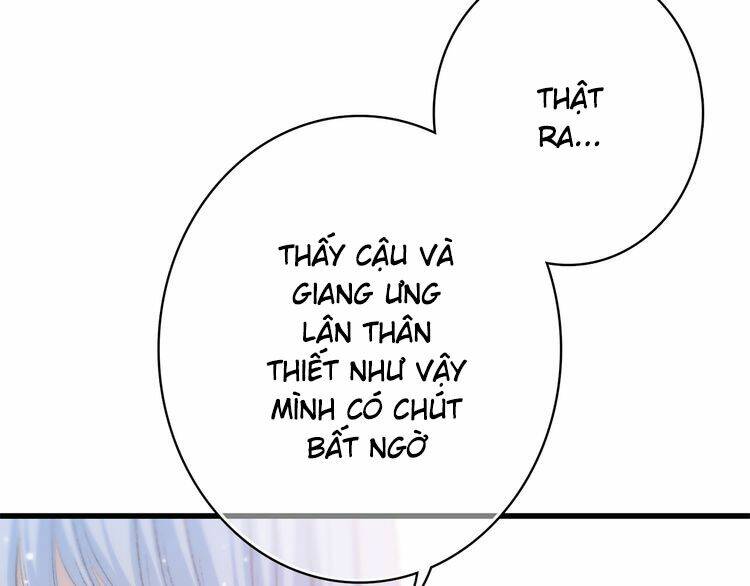 THẬT
RA...
THẤY CẬU VÀ
GIANG ƯNG
LÂN THÂN
THIẾT NHƯ VẬY
MÌNH CÓ CHÚT
BẤT NGỜ